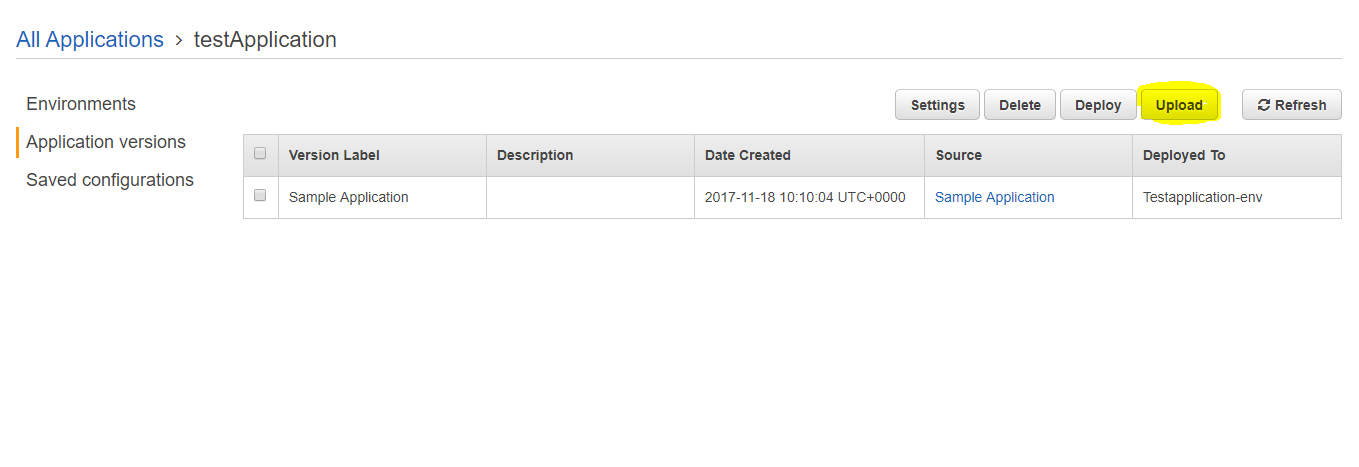 All Applications > testApplication
Environments
Application versions
Saved configurations
Settings Delete Deploy Upload Refresh
Version Label Description Date Created Source Deployed To
Sample Application 2017-11-18 10:10:04 UTC+0000 Sample Application Testapplication-env